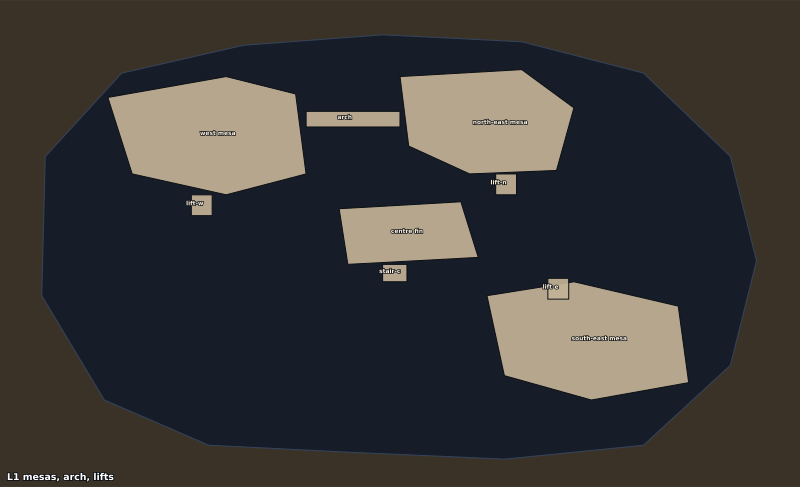 arch
north-east mesa
west mesa
lift-n
lift-w
centre fin
stair-c
lift-e
south-east mesa
L1 mesas, arch, lifts